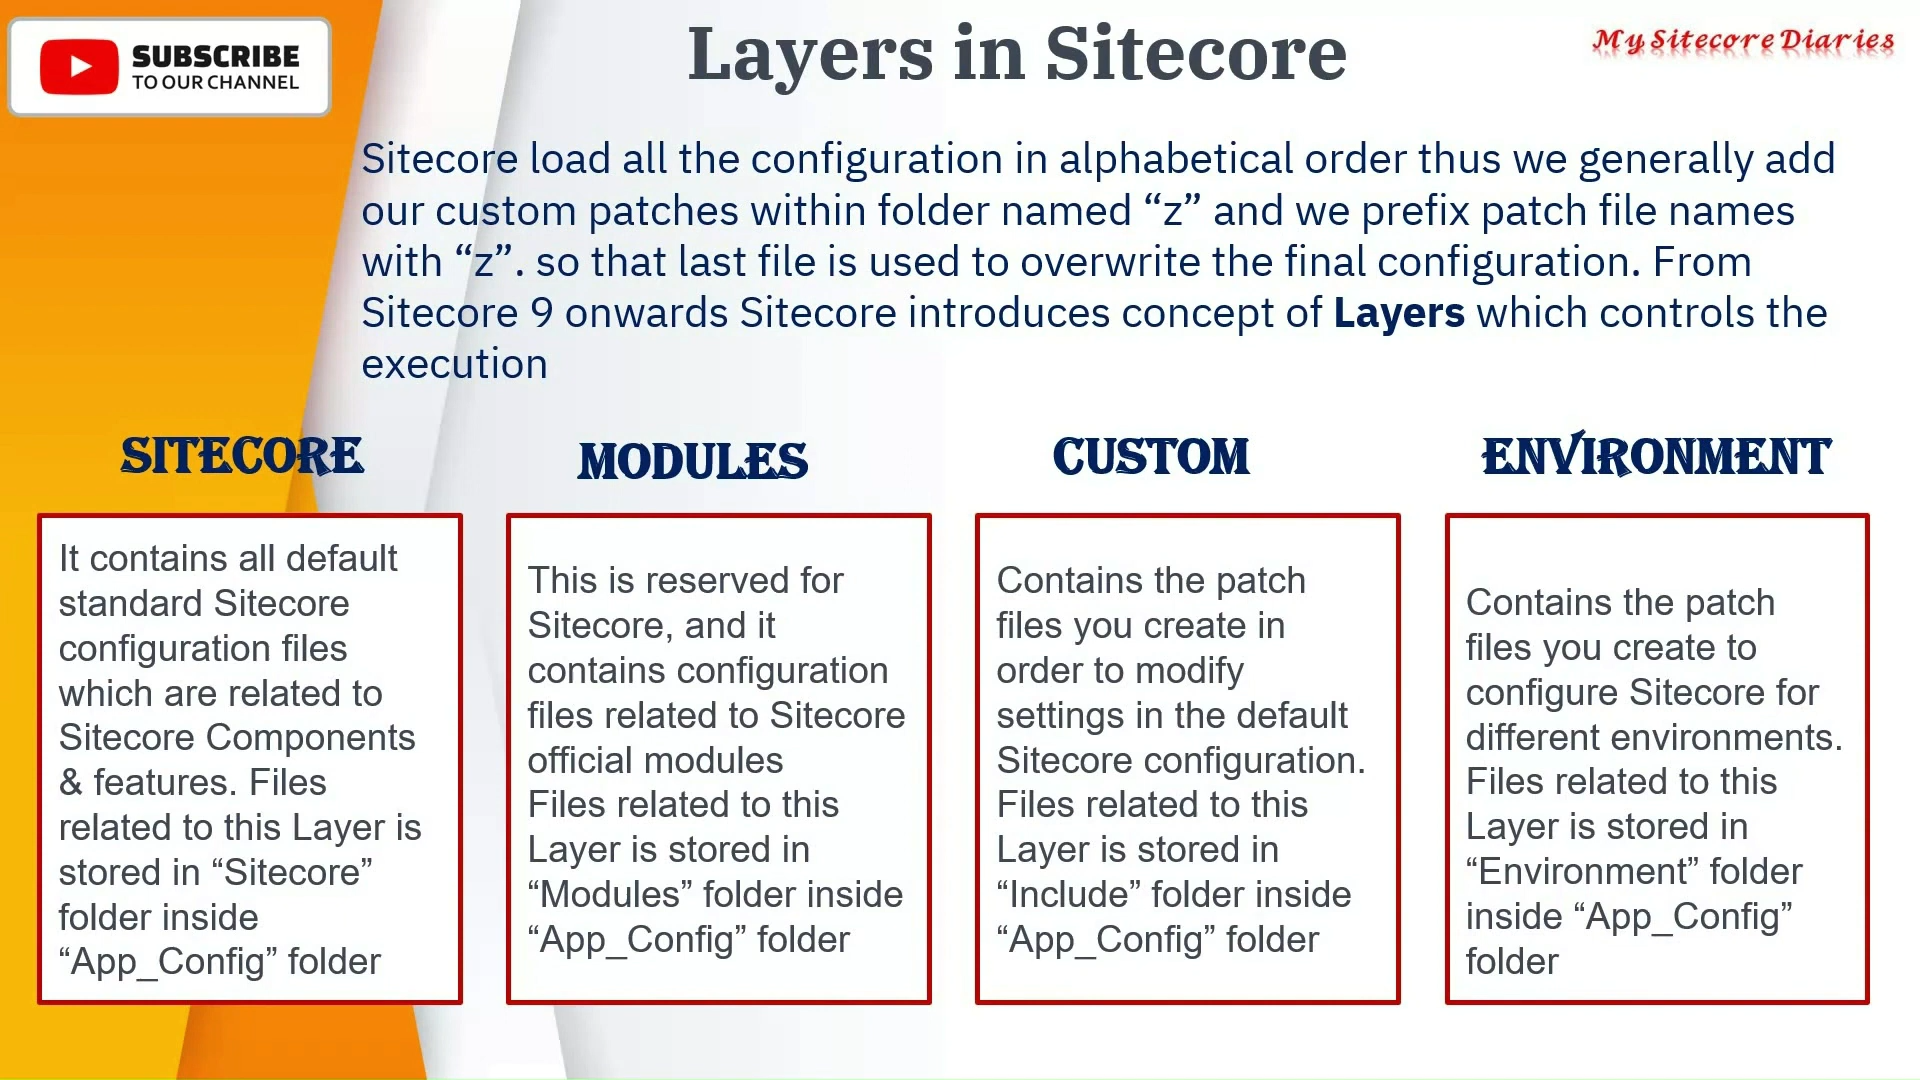 SUBSCRIBE
TO OUR CHANNEL
Layers in Sitecore
My Sitecore Diaries
Sitecore load all the configuration in alphabetical order thus we generally add
our custom patches within folder named “z” and we prefix patch file names
with “z”. so that last file is used to overwrite the final configuration. From
Sitecore 9 onwards Sitecore introduces concept of Layers which controls the
execution
SITECORE
It contains all default
standard Sitecore
configuration files
which are related to
Sitecore Components
& features. Files
related to this Layer is
stored in “Sitecore”
folder inside
“App_Config” folder
MODULES
This is reserved for
Sitecore, and it
contains configuration
files related to Sitecore
official modules
Files related to this
Layer is stored in
“Modules” folder inside
“App_Config” folder
CUSTOM
Contains the patch
files you create in
order to modify
settings in the default
Sitecore configuration.
Files related to this
Layer is stored in
“Include” folder inside
“App_Config” folder
ENVIRONMENT
Contains the patch
files you create to
configure Sitecore for
different environments.
Files related to this
Layer is stored in
“Environment” folder
inside “App_Config”
folder